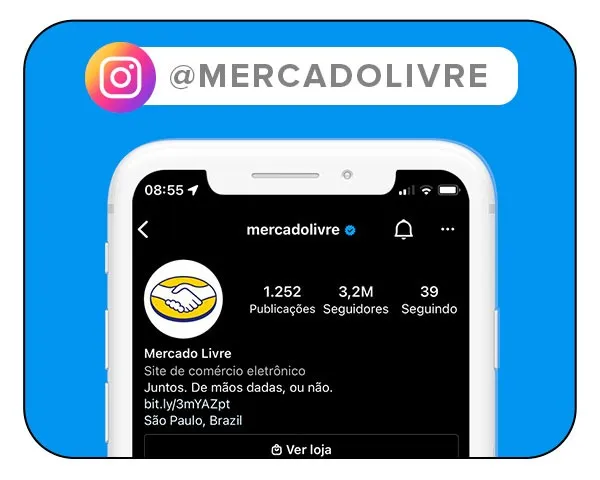 @MERCADOLIVRE
08:55
mercadolivre
1.252 3,2M 39
Publicações Seguidores Seguindo
Mercado Livre
Site de comércio eletrônico
Juntos. De mãos dadas, ou não.
bit.ly/3mYAZpt
São Paulo, Brazil
Ver loja